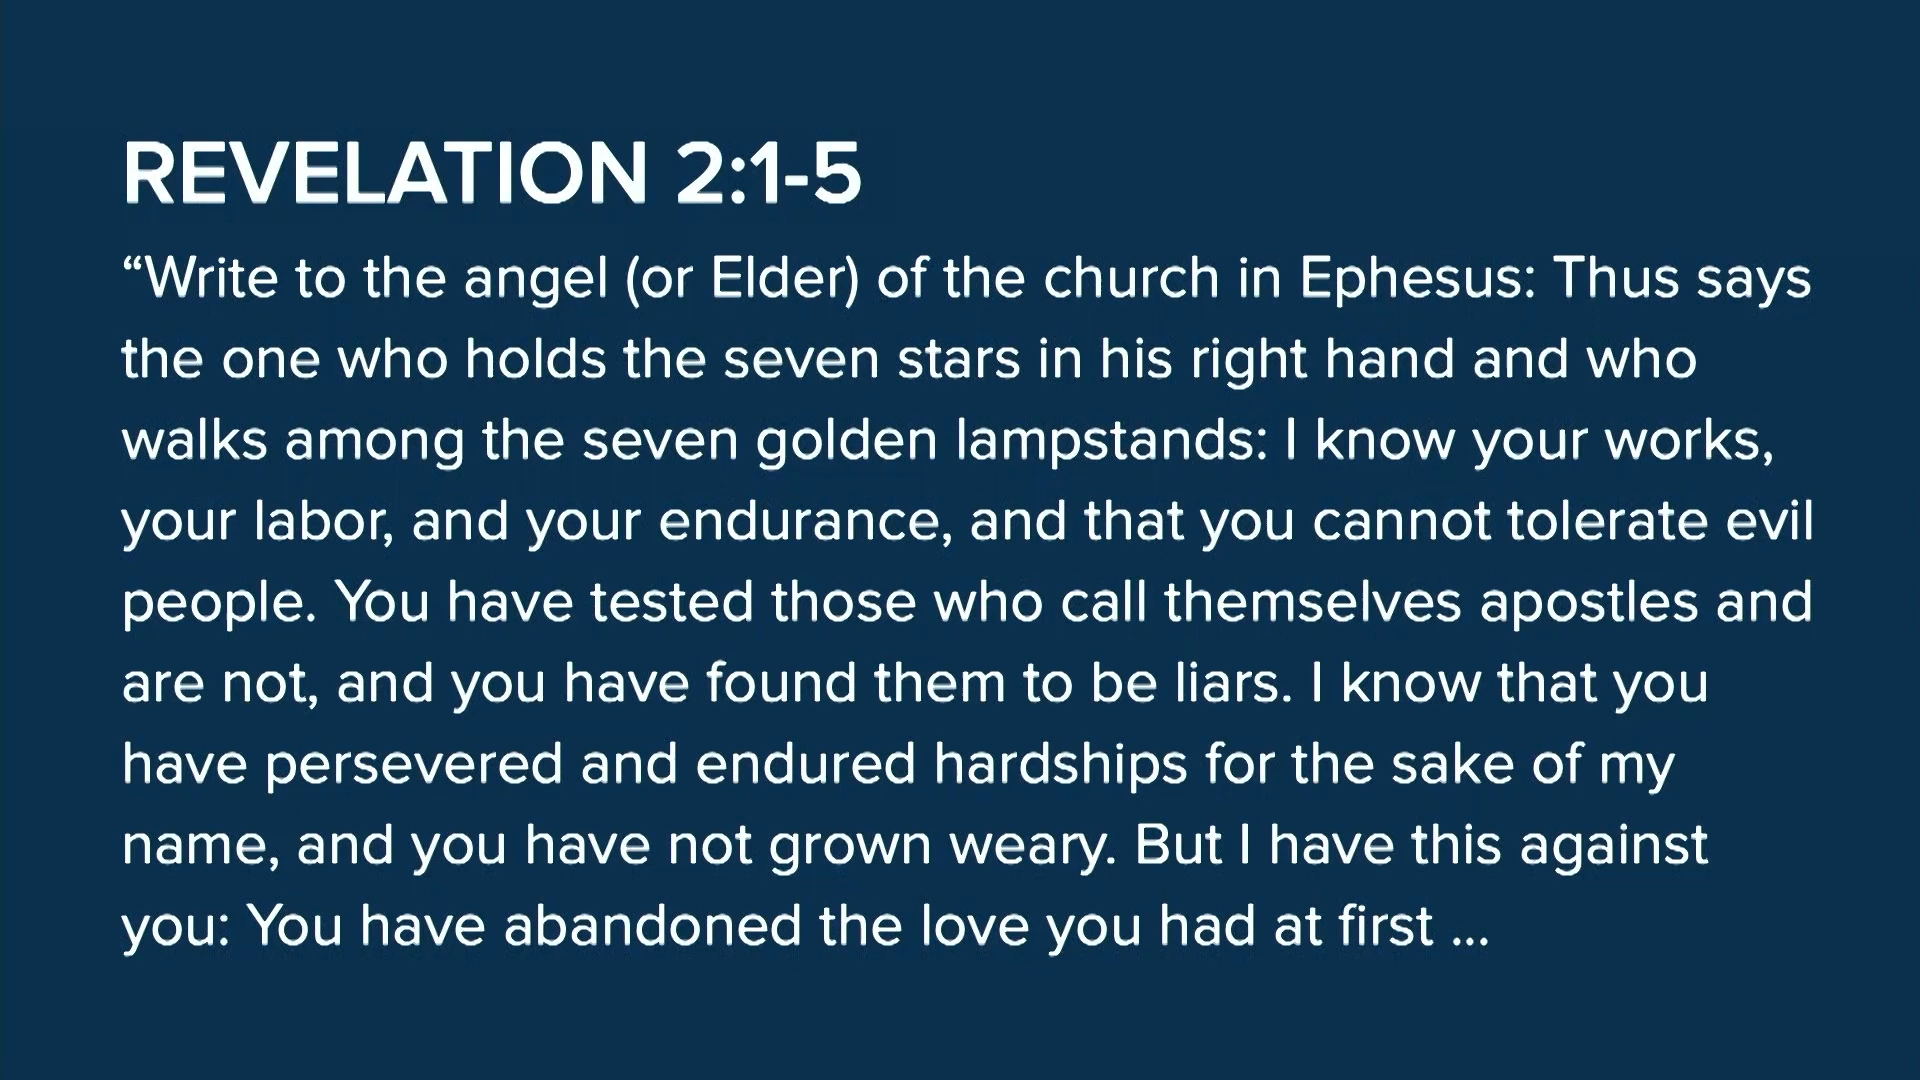 REVELATION 2:1-5
“Write to the angel (or Elder) of the church in Ephesus: Thus says
the one who holds the seven stars in his right hand and who
walks among the seven golden lampstands: I know your works,
your labor, and your endurance, and that you cannot tolerate evil
people. You have tested those who call themselves apostles and
are not, and you have found them to be liars. I know that you
have persevered and endured hardships for the sake of my
name, and you have not grown weary. But I have this against
you: You have abandoned the love you had at first ...